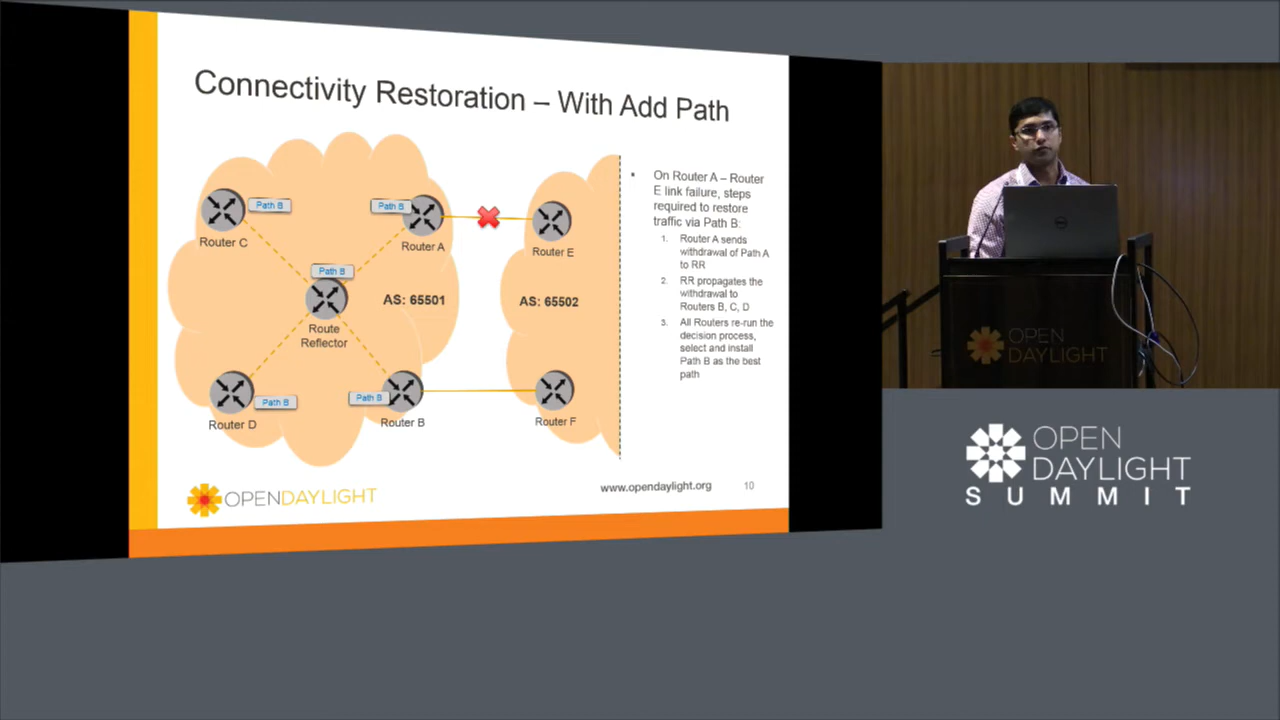 Connectivity Restoration – With Add Path
Path B
Router C
Path B
Router A
Router E
Path B
Route
Reflector
AS: 65501
AS: 65502
Path B
Router D
Path B
Router B
Router F
On Router A – Router
E link failure, steps
required to restore
traffic via Path B:
1. Router A sends
withdrawal of Path A
to RR
2. RR propagates the
withdrawal to
Routers B, C, D
3. All Routers re-run the
decision process,
select and install
Path B as the best
path
OPENDAYLIGHT
www.opendaylight.org
10
OPEN
DAYLIGHT
OPEN
DAYLIGHT
SUMMIT